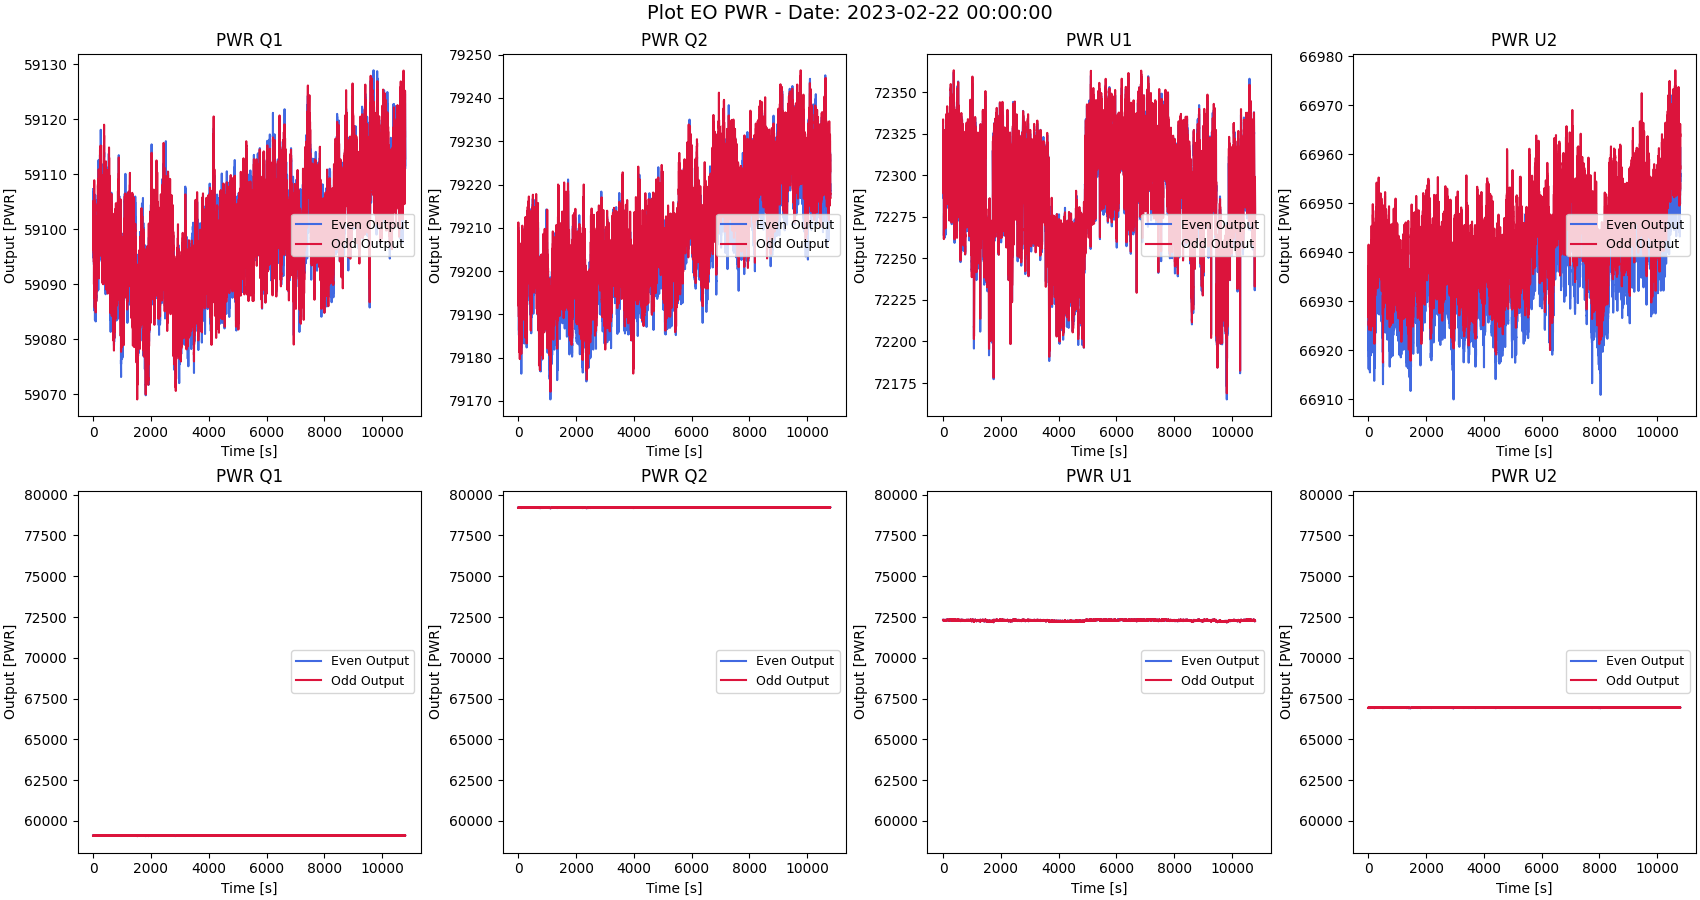 Plot EO PWR - Date: 2023-02-22 00:00:00
PWR Q1
Output [PWR]
59130
59120
59110
59100
59090
59080
59070
Even Output
Odd Output
0 2000 4000 6000 8000 10000
Time [s]
PWR Q2
Output [PWR]
79250
79240
79230
79220
79210
79200
79190
79180
79170
Even Output
Odd Output
0 2000 4000 6000 8000 10000
Time [s]
PWR U1
Output [PWR]
72350
72325
72300
72275
72250
72225
72200
72175
Even Output
Odd Output
0 2000 4000 6000 8000 10000
Time [s]
PWR U2
Output [PWR]
66980
66970
66960
66950
66940
66930
66920
66910
Even Output
Odd Output
0 2000 4000 6000 8000 10000
Time [s]
PWR Q1
Output [PWR]
80000
77500
75000
72500
70000
67500
65000
62500
60000
Even Output
Odd Output
0 2000 4000 6000 8000 10000
Time [s]
PWR Q2
Output [PWR]
80000
77500
75000
72500
70000
67500
65000
62500
60000
Even Output
Odd Output
0 2000 4000 6000 8000 10000
Time [s]
PWR U1
Output [PWR]
80000
77500
75000
72500
70000
67500
65000
62500
60000
Even Output
Odd Output
0 2000 4000 6000 8000 10000
Time [s]
PWR U2
Output [PWR]
80000
77500
75000
72500
70000
67500
65000
62500
60000
Even Output
Odd Output
0 2000 4000 6000 8000 10000
Time [s]